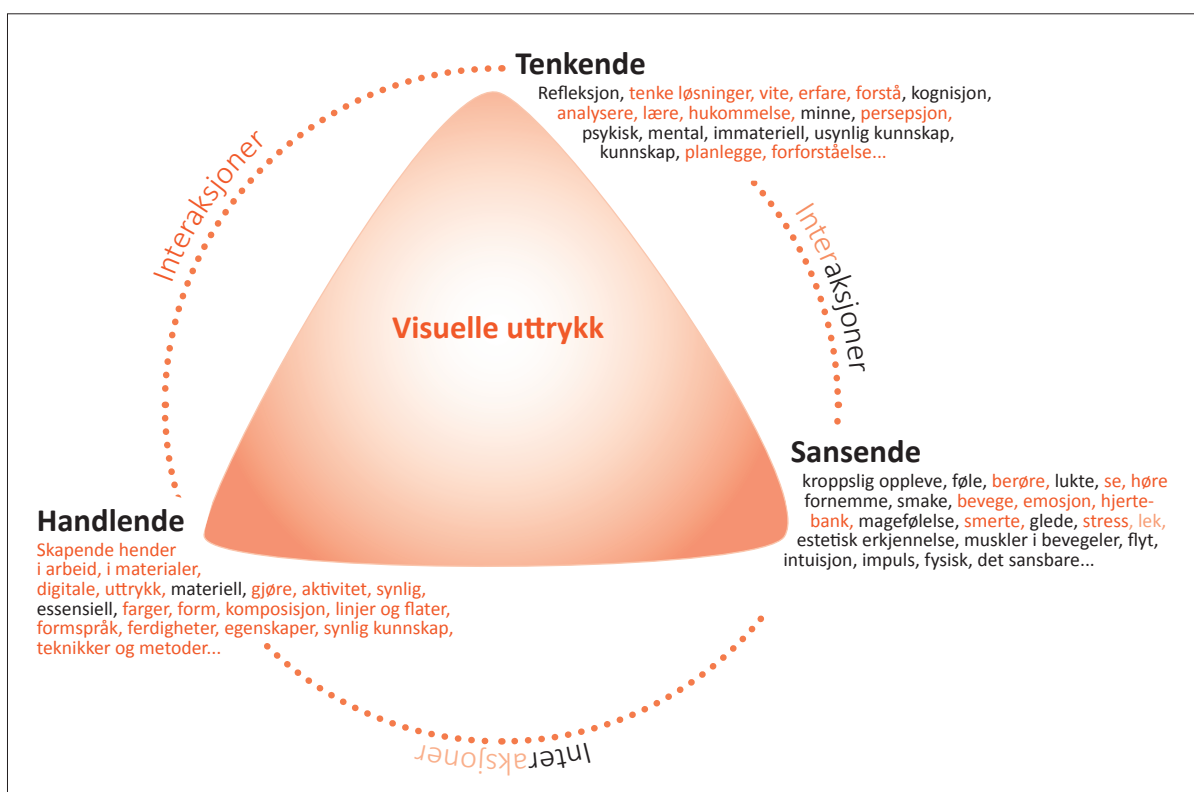 Tenkende
Refleksjon, tenke løsninger, vite, erfare, forstå, kognisjon,
analysere, lære, hukommelse, minne, persepsjon,
psykisk, mental, immateriell, usynlig kunnskap,
kunnskap, planlegge, forforståelse...
Interaksjoner
Interaksjoner
Visuelle uttrykk
Sansende
kroppslig oppleve, føle, berøre, lukte, se, høre
fornemme, smake, bevege, emosjon, hjerte-
bank, magefølelse, smerte, glede, stress, lek,
estetisk erkjennelse, muskler i bevegeler, flyt,
intuisjon, impuls, fysisk, det sansbare...
Handlende
Skapende hender
i arbeid, i materialer,
digitale, uttrykk, materiell, gjøre, aktivitet, synlig,
essensiell, farger, form, komposisjon, linjer og flater,
formspråk, ferdigheter, egenskaper, synlig kunnskap,
teknikker og metoder...
Interaksjoner